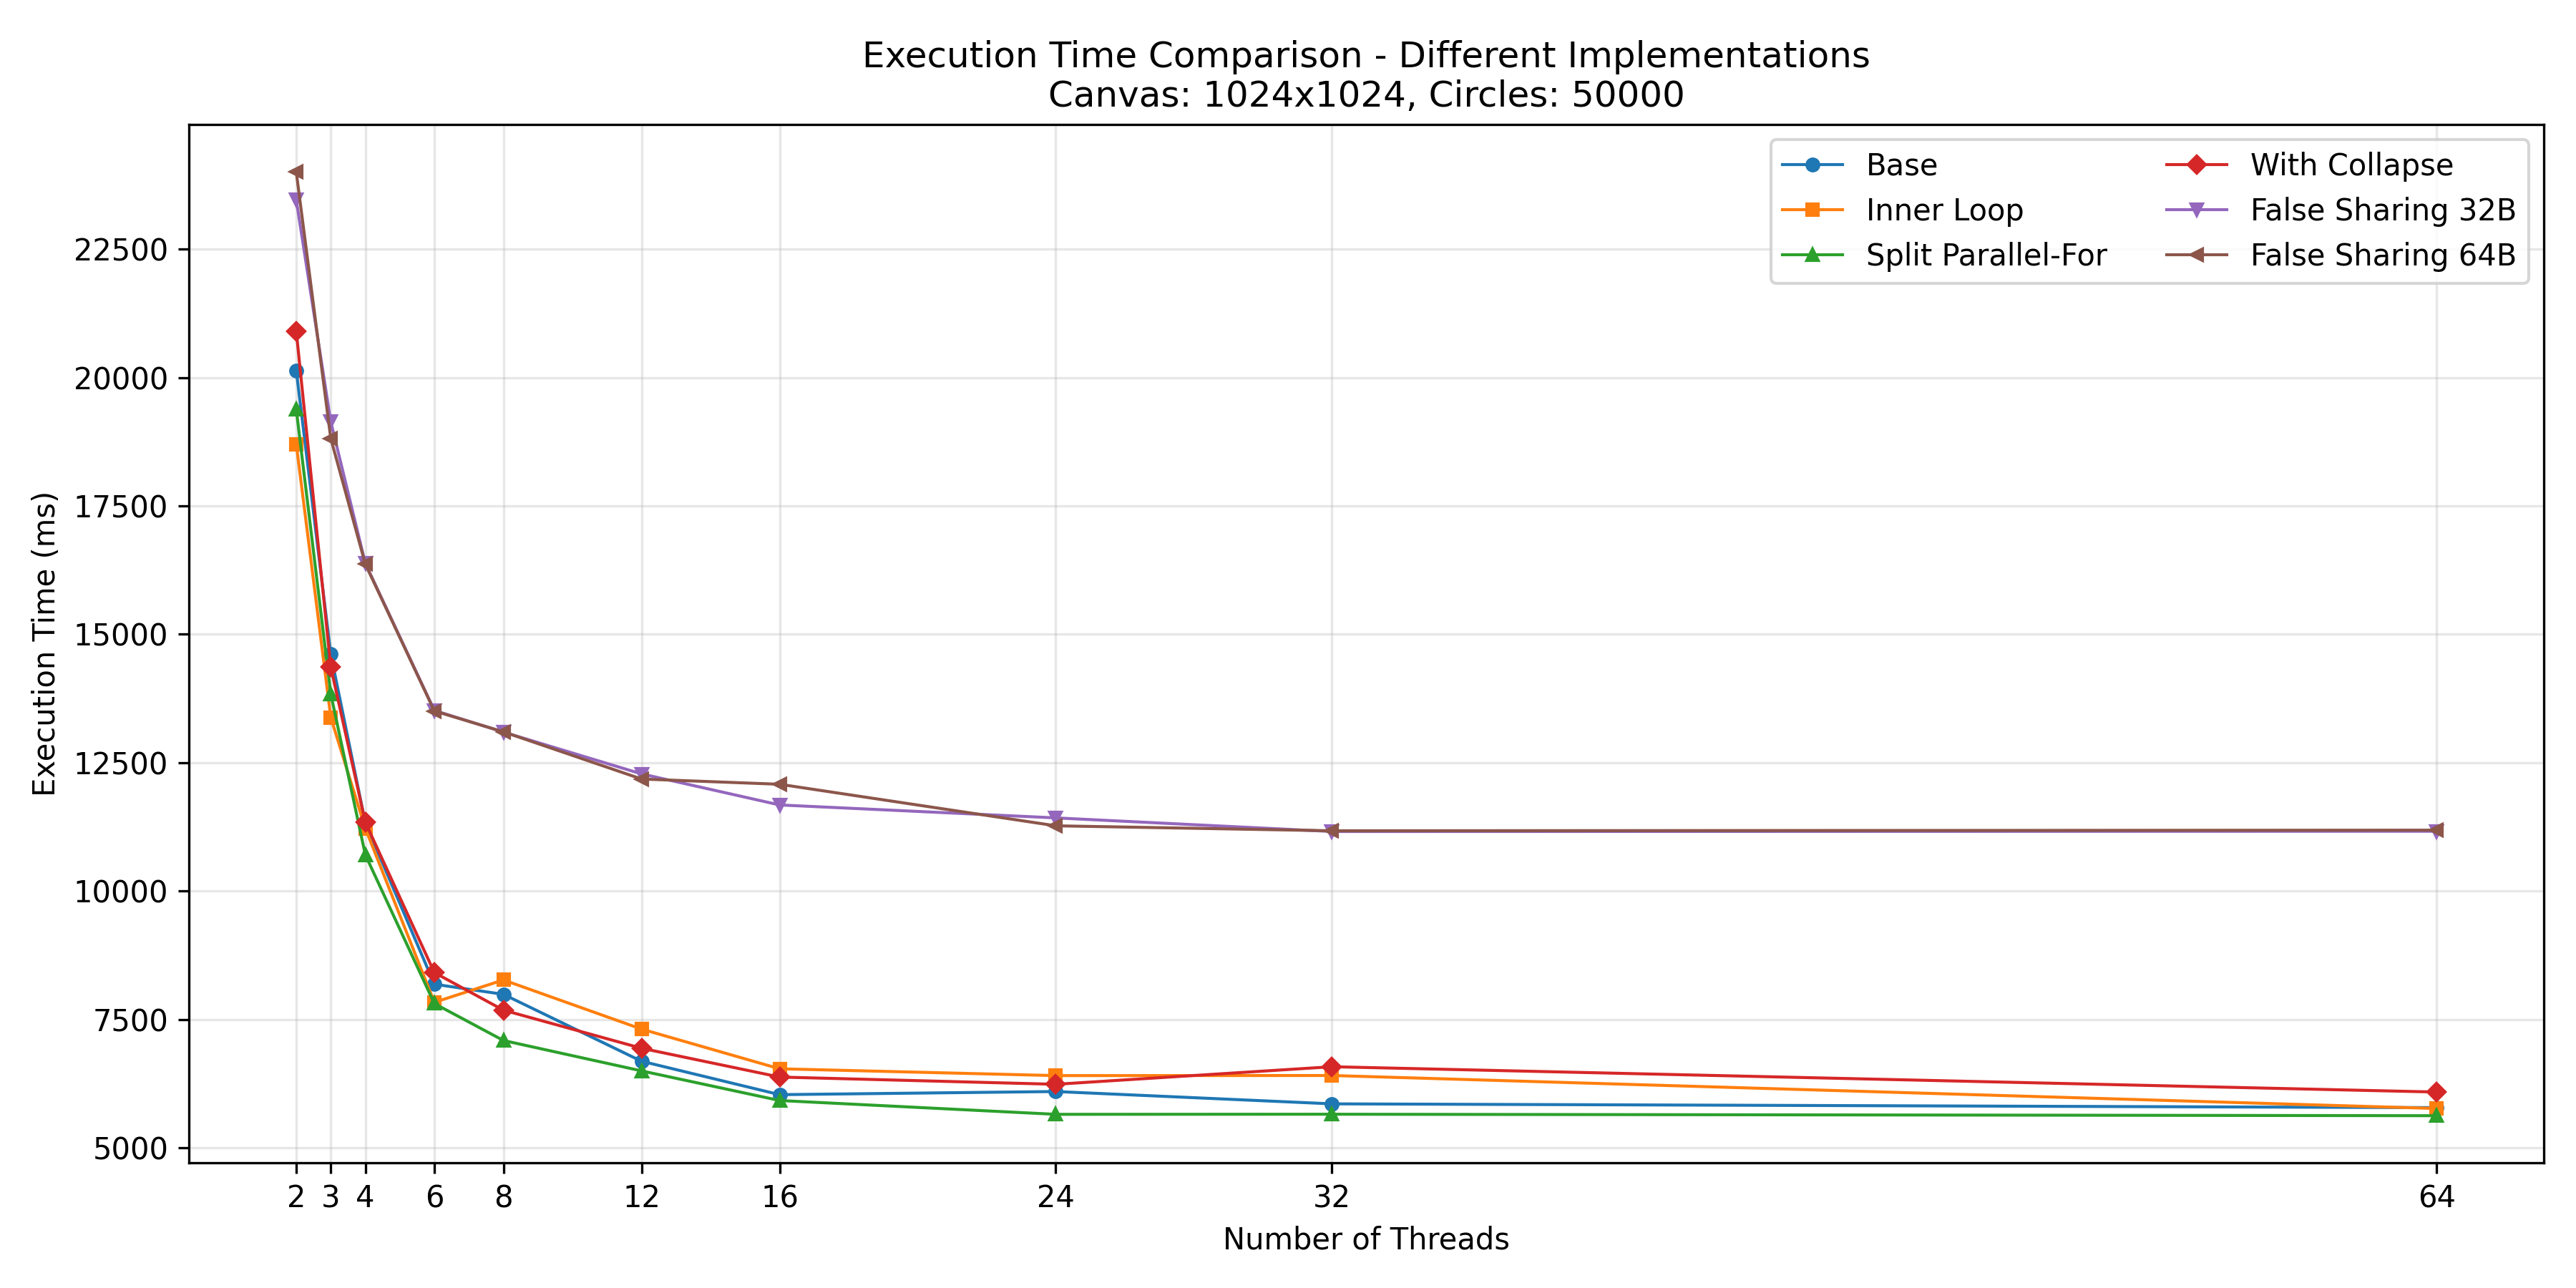 Execution Time Comparison - Different Implementations
Canvas: 1024x1024, Circles: 50000
Base
Inner Loop
Split Parallel-For
With Collapse
False Sharing 32B
False Sharing 64B
Execution Time (ms)
22500
20000
17500
15000
12500
10000
7500
5000
2 3 4 6 8 12 16 24 32 64
Number of Threads